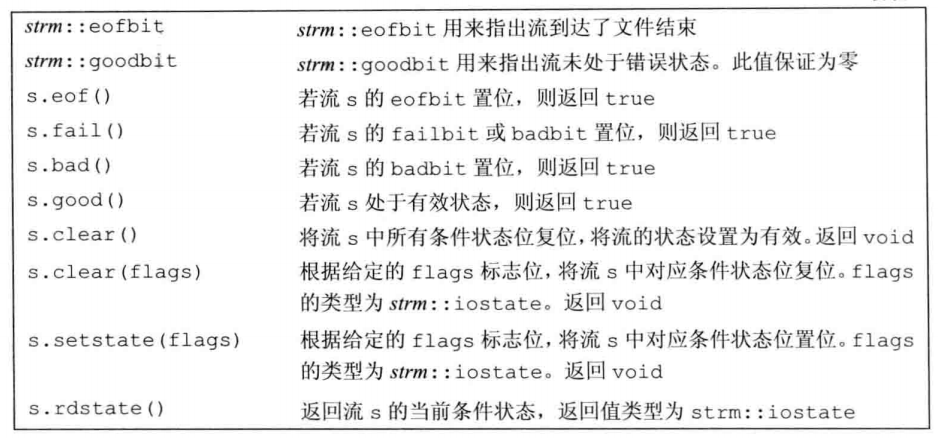 strm::eofbit strm::eofbit 用来指出流到达了文件结束
strm::goodbit strm::goodbit 用来指出流未处于错误状态。此值保证为零
s.eof() 若流 s 的 eofbit 置位，则返回 true
s.fail() 若流 s 的 failbit 或 badbit 置位，则返回 true
s.bad() 若流 s 的 badbit 置位，则返回 true
s.good() 若流 s 处于有效状态，则返回 true
s.clear() 将流 s 中所有条件状态位复位，将流的状态设置为有效。返回 void
s.clear(flags) 根据给定的 flags 标志位，将流 s 中对应条件状态位复位。flags
的类型为 strm::iostate。返回 void
s.setstate(flags) 根据给定的 flags 标志位，将流 s 中对应条件状态位置位。flags
的类型为 strm::iostate。返回 void
s.rdstate() 返回流 s 的当前条件状态，返回值类型为 strm::iostate